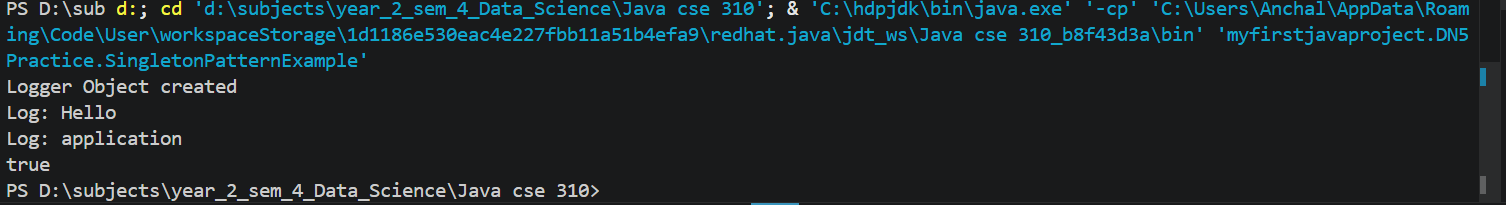 PS D:\sub d:; cd 'd:\subjects\year_2_sem_4_Data_Science\Java cse 310'; & 'C:\hdpjdk\bin\java.exe' '-cp' 'C:\Users\Anchal\AppData\Roam
ing\Code\User\workspaceStorage\1d1186e530eac4e227fbb11a51b4efa9\redhat.java\jdt_ws\Java cse 310_b8f43d3a\bin' 'myfirstjavaproject.DN5
Practice.SingletonPatternExample'
Logger Object created
Log: Hello
Log: application
true
PS D:\subjects\year_2_sem_4_Data_Science\Java cse 310>